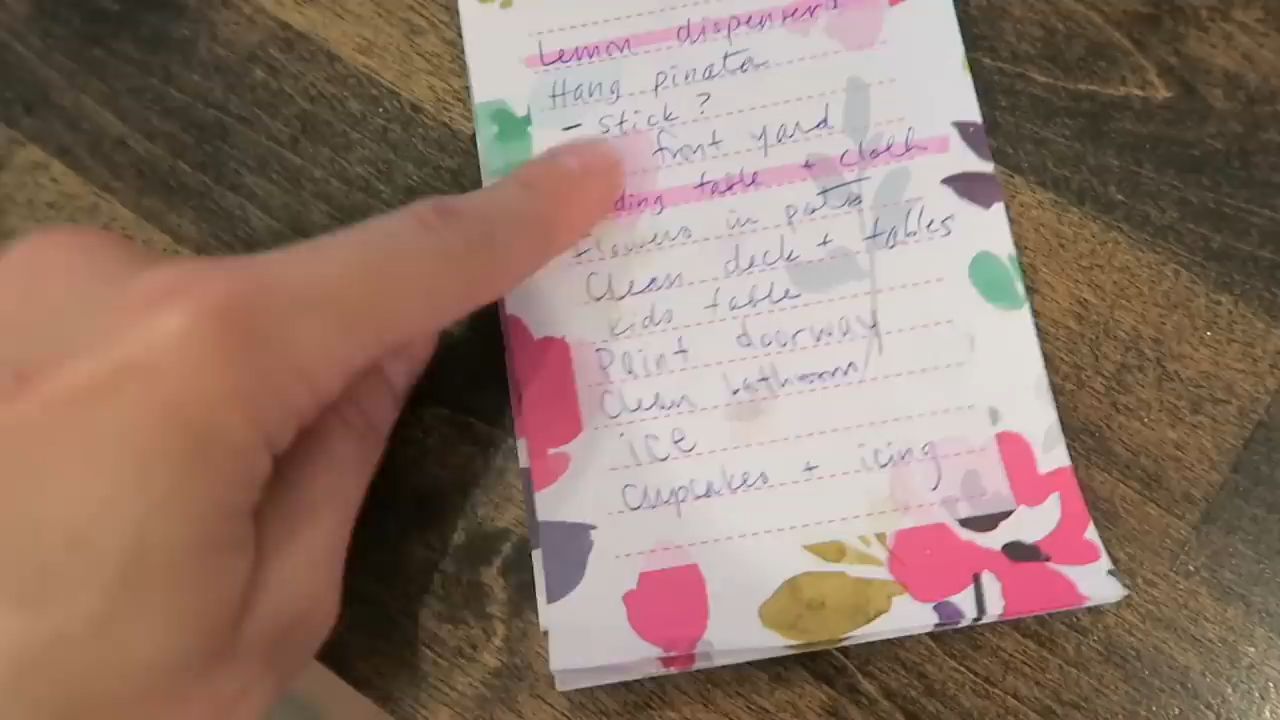 Lemon dispensers
Hang pinata
- Stick ?
front yard
ding table + cloth
Flowers in pots
Clean deck + tables
kids table
Paint doorway
Clean bathroom
ice
Cupcakes + icing